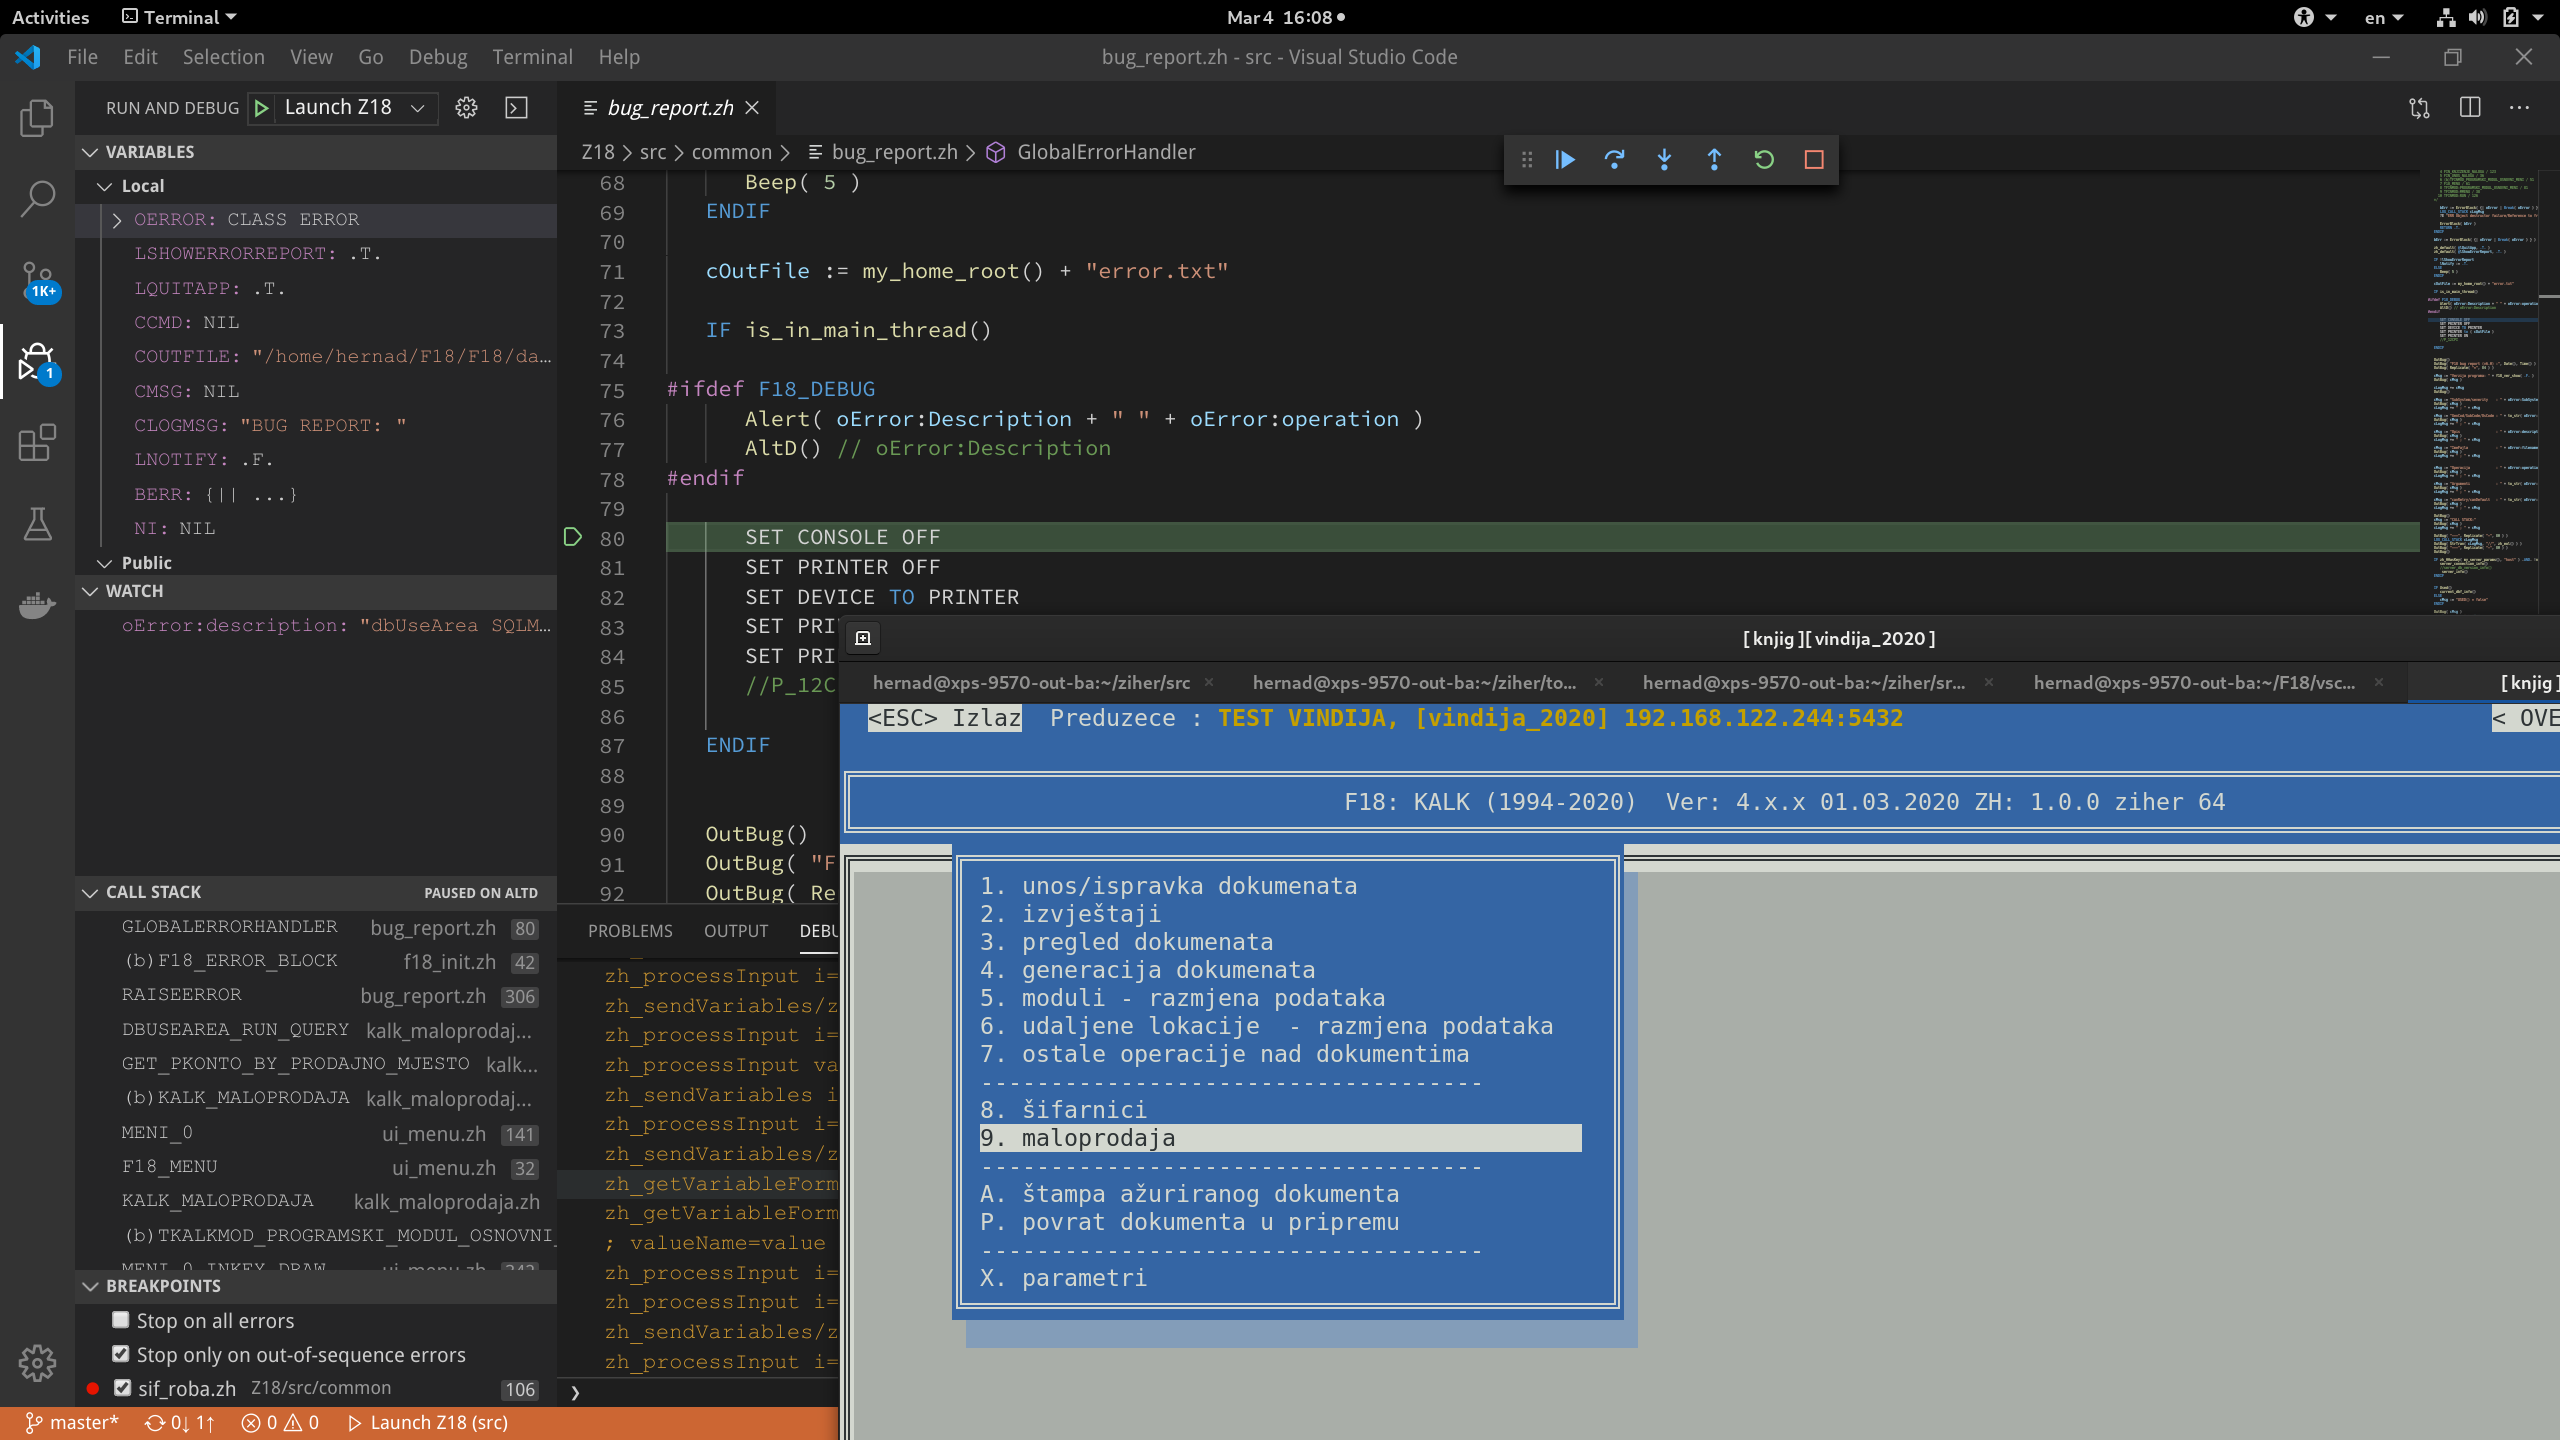 Activities Terminal Mar 4 16:08 en
File Edit Selection View Go Debug Terminal Help bug_report.zh - src - Visual Studio Code
RUN AND DEBUG Launch Z18
VARIABLES
Local
OERROR: CLASS ERROR
LSHOWERRORREPORT: .T.
LQUITAPP: .T.
CCMD: NIL
COUTFILE: "/home/hernad/F18/F18/da…
CMSG: NIL
CLOGMSG: "BUG REPORT: "
LNOTIFY: .F.
BERR: {|| ...}
NI: NIL
Public
WATCH
oError:description: "dbUseArea SQLM…
CALL STACK PAUSED ON ALTD
GLOBALERRORHANDLER bug_report.zh 80
(b)F18_ERROR_BLOCK f18_init.zh 42
RAISEERROR bug_report.zh 306
DBUSEAREA_RUN_QUERY kalk_maloprodaj...
GET_PKONTO_BY_PRODAJNO_MJESTO kalk...
(b)KALK_MALOPRODAJA kalk_maloprodaj...
MENI_0 ui_menu.zh 141
F18_MENU ui_menu.zh 32
KALK_MALOPRODAJA kalk_maloprodaja.zh
(b)TKALKMOD_PROGRAMSKI_MODUL_OSNOVNI_
MENI_0_INKEY_DRAW ui_menu.zh 342
BREAKPOINTS
Stop on all errors
Stop only on out-of-sequence errors
sif_roba.zh Z18/src/common 106
1K+
1
master* 0↓ 1↑ 0 0 Launch Z18 (src)
bug_report.zh
Z18 > src > common > bug_report.zh > GlobalErrorHandler
68 Beep( 5 )
69 ENDIF
70
71 cOutFile := my_home_root() + "error.txt"
72
73 IF is_in_main_thread()
74
75 #ifdef F18_DEBUG
76 Alert( oError:Description + " " + oError:operation )
77 AltD() // oError:Description
78 #endif
79
80 SET CONSOLE OFF
81 SET PRINTER OFF
82 SET DEVICE TO PRINTER
83 SET PRI
84 SET PRI
85 //P_12C
86
87 ENDIF
88
89
90 OutBug()
91 OutBug( "F
92 OutBug( Re
PROBLEMS OUTPUT DEBU
zh_processInput i=
zh_sendVariables/z
zh_processInput i=
zh_processInput va
zh_sendVariables i
zh_processInput i=
zh_sendVariables/z
zh_getVariableForm
zh_getVariableForm
; valueName=value
zh_processInput i=
zh_processInput i=
zh_sendVariables/z
zh_processInput i=
❯
[ knjig ][ vindija_2020 ]
hernad@xps-9570-out-ba:~/ziher/src × hernad@xps-9570-out-ba:~/ziher/to... × hernad@xps-9570-out-ba:~/ziher/sr... × hernad@xps-9570-out-ba:~/F18/vsc... × [ knjig ]
<ESC> Izlaz Preduzece : TEST VINDIJA, [vindija_2020] 192.168.122.244:5432 < OVE
F18: KALK (1994-2020) Ver: 4.x.x 01.03.2020 ZH: 1.0.0 ziher 64
1. unos/ispravka dokumenata
2. izvještaji
3. pregled dokumenata
4. generacija dokumenata
5. moduli - razmjena podataka
6. udaljene lokacije - razmjena podataka
7. ostale operacije nad dokumentima
------------------------------------
8. šifarnici
9. maloprodaja
------------------------------------
A. štampa ažuriranog dokumenta
P. povrat dokumenta u pripremu
------------------------------------
X. parametri